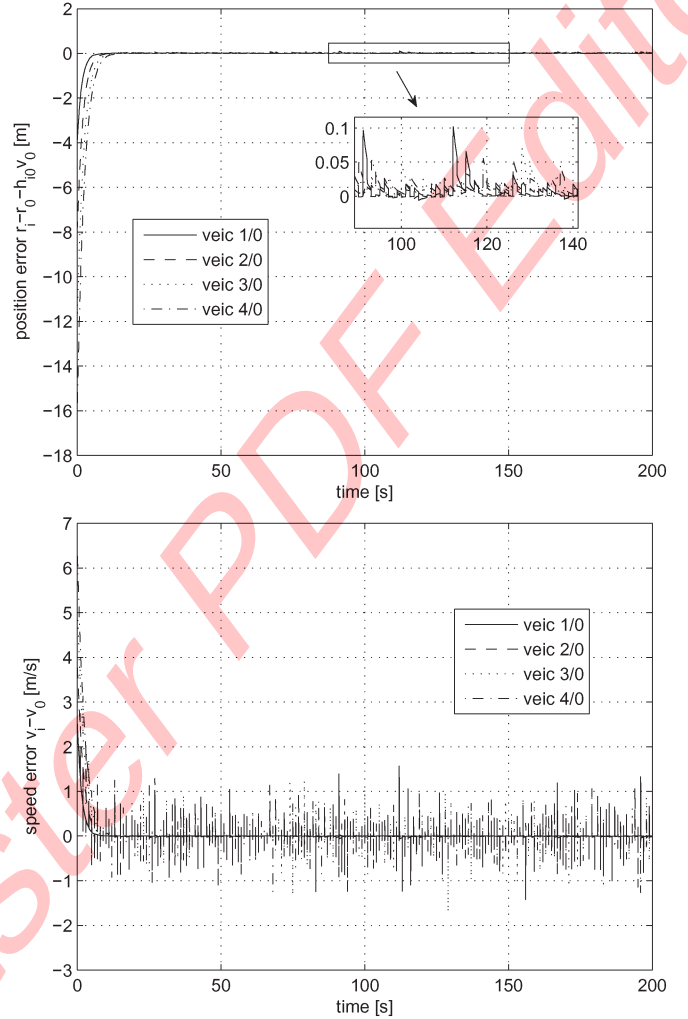 2
0
−2
−4
−6
−8
−10
−12
−14
−16
−18
position error r_i−r_0−h_i0 v_0 [m]
0.1
0.05
0
100
120
140
veic 1/0
veic 2/0
veic 3/0
veic 4/0
0
50
100
150
200
time [s]
7
6
5
4
3
2
1
0
−1
−2
−3
speed error v_i−v_0 [m/s]
veic 1/0
veic 2/0
veic 3/0
veic 4/0
0
50
100
150
200
time [s]
ster PDF Edito